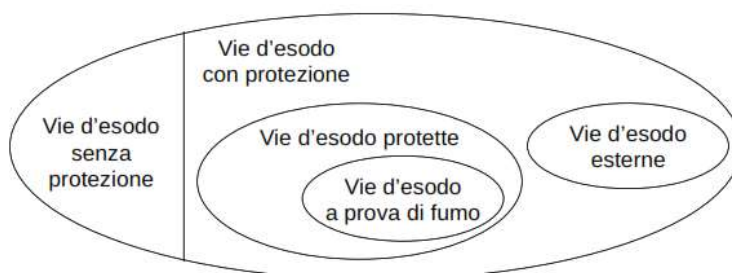 Vie d'esodo
con protezione
Vie d'esodo
senza
protezione
Vie d'esodo protette
Vie d'esodo
a prova di fumo
Vie d'esodo
esterne